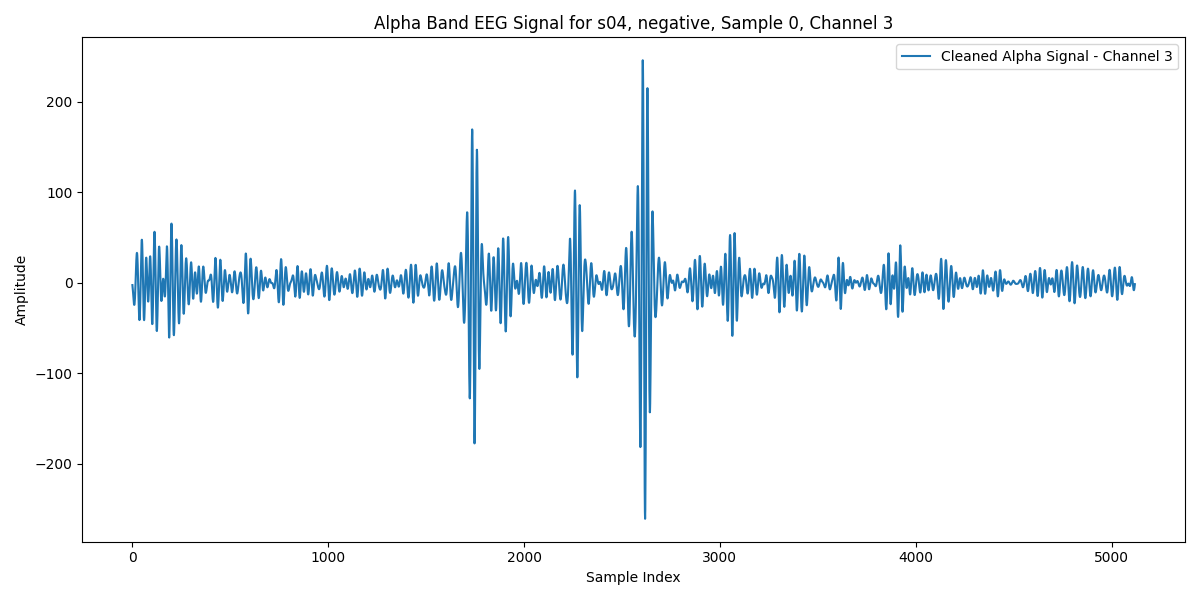 Alpha Band EEG Signal for s04, negative, Sample 0, Channel 3
Cleaned Alpha Signal - Channel 3
200
100
0
−100
−200
Amplitude
0 1000 2000 3000 4000 5000
Sample Index